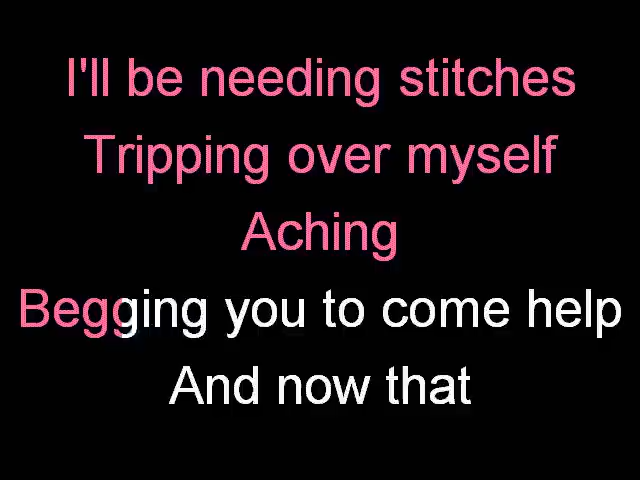 I'll be needing stitches
Tripping over myself
Aching
Begging you to come help
And now that